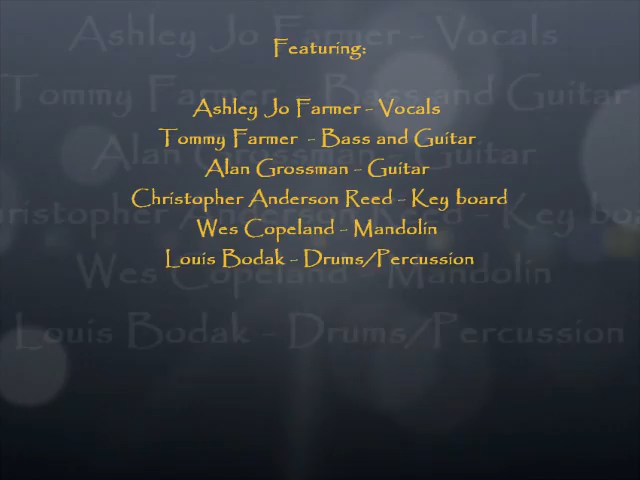 Featuring:
Ashley Jo Farmer - Vocals
Tommy Farmer - Bass and Guitar
Alan Grossman - Guitar
Christopher Anderson Reed - Key board
Wes Copeland - Mandolin
Louis Bodak - Drums/Percussion